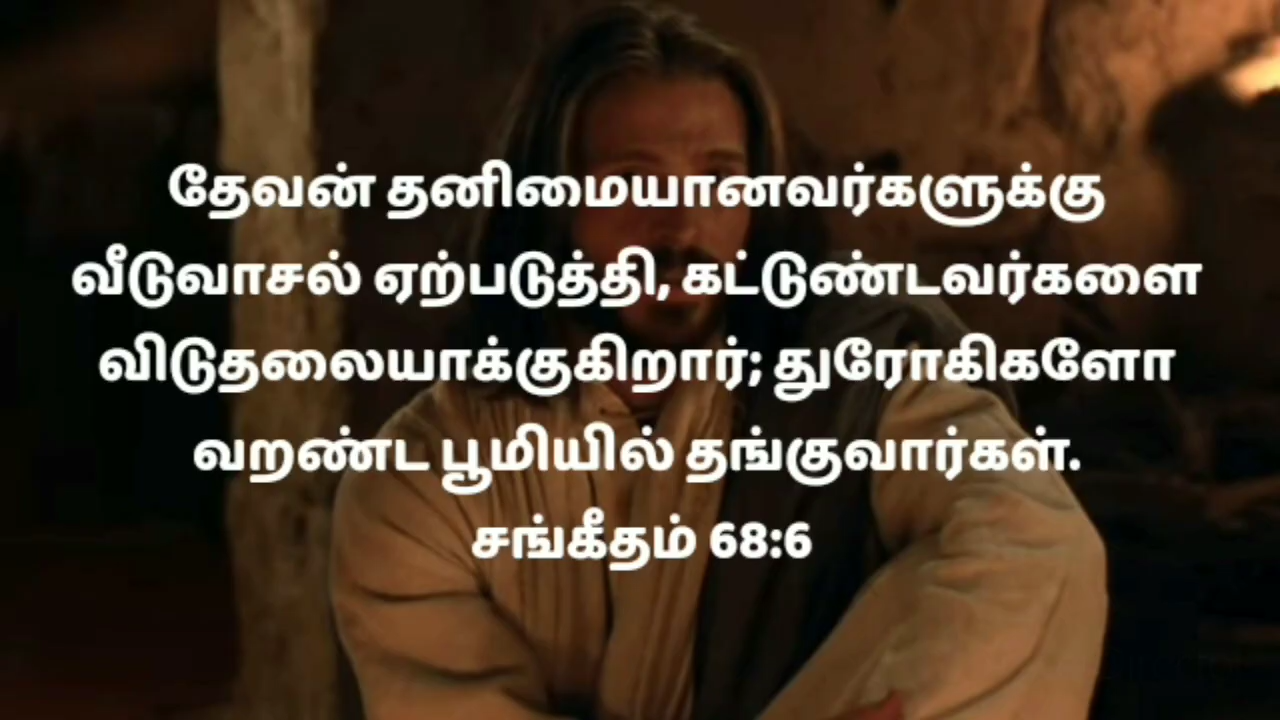 தேவன் தனிமையானவர்களுக்கு
வீடுவாசல் ஏற்படுத்தி, கட்டுண்டவர்களை
விடுதலையாக்குகிறார்; துரோகிகளோ
வறண்ட பூமியில் தங்குவார்கள்.
சங்கீதம் 68:6